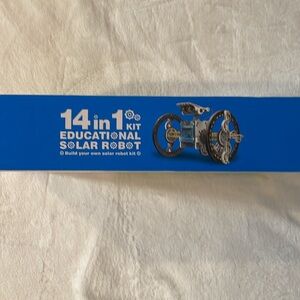 14 in 1 KIT
EDUCATIONAL
SOLAR ROBOT
Build your own solar robot kit